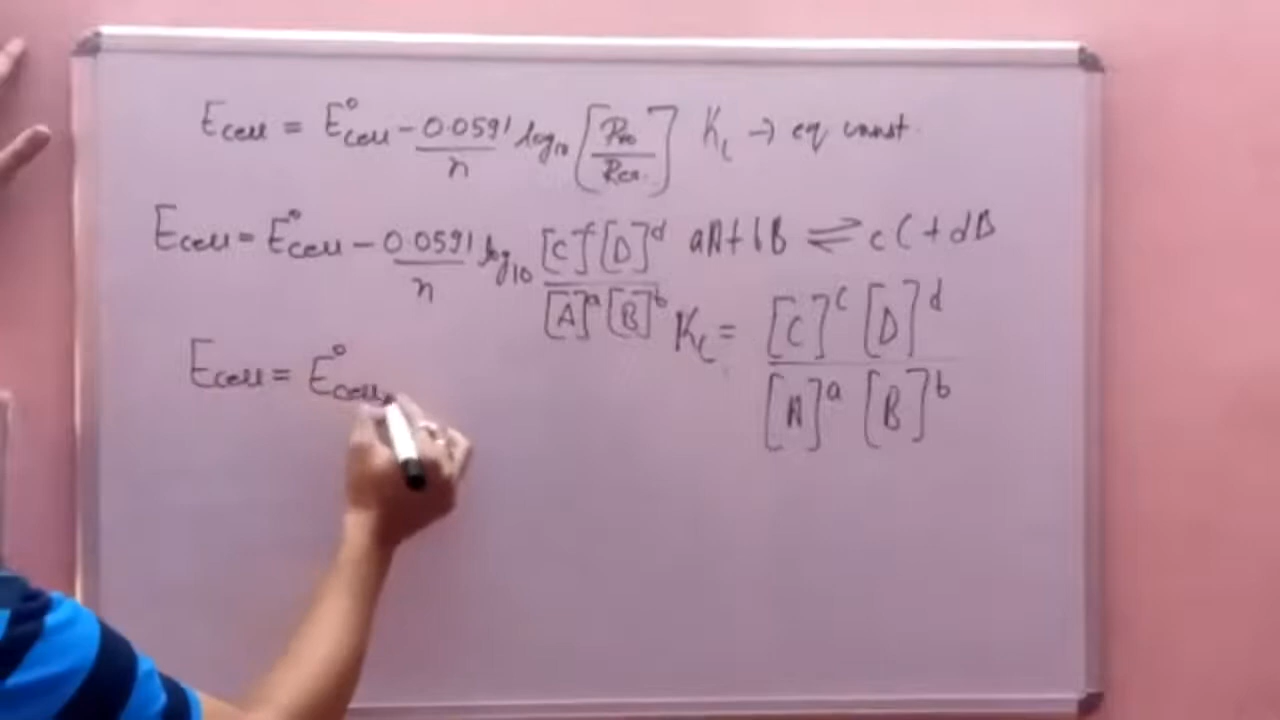 Ecell = E°cell - 0.0591/n log10 [Pro/Rea.] Kc → eq const.
Ecell = E°cell - 0.0591/n log10 [C]^c [D]^d / [A]^a [B]^b aA + bB ⇌ cC + dB
Kc = [C]^c [D]^d / [A]^a [B]^b
Ecell = E°cell